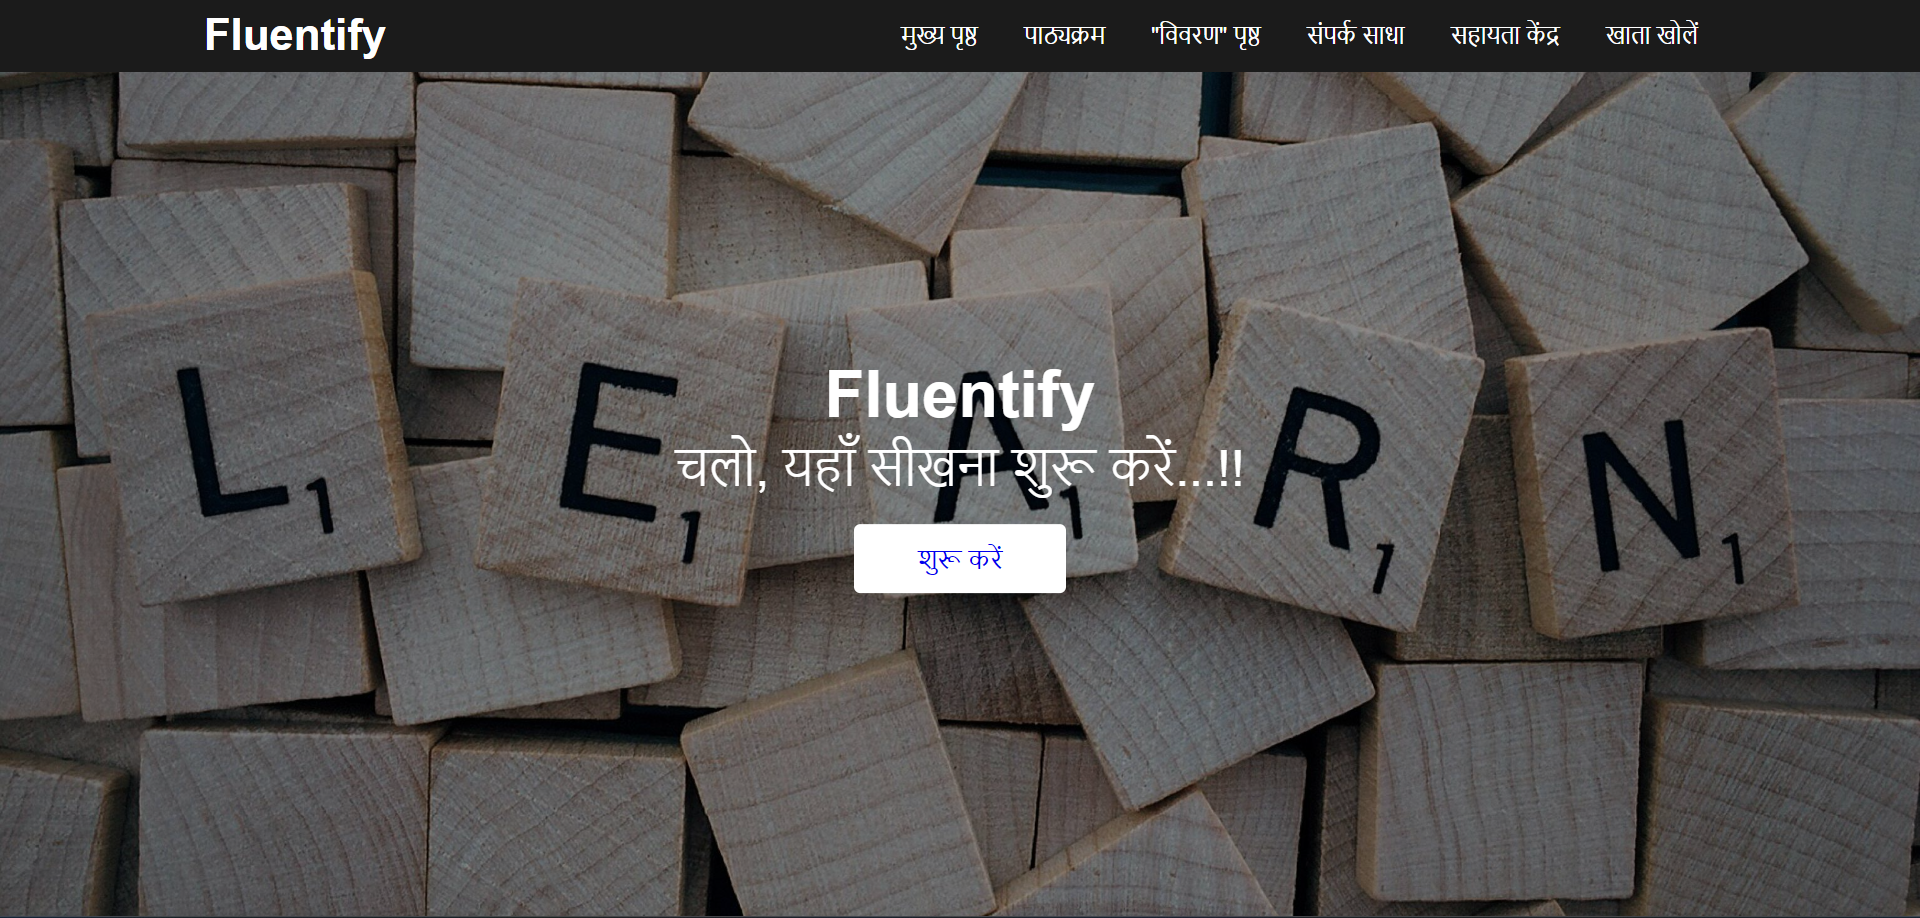 Fluentify
मुख्य पृष्ठ पाठ्यक्रम "विवरण" पृष्ठ संपर्क साधा सहायता केंद्र खाता खोलें
Fluentify
चलो, यहाँ सीखना शुरू करें...!!
L1 E1 A1 R1 N1
शुरू करें